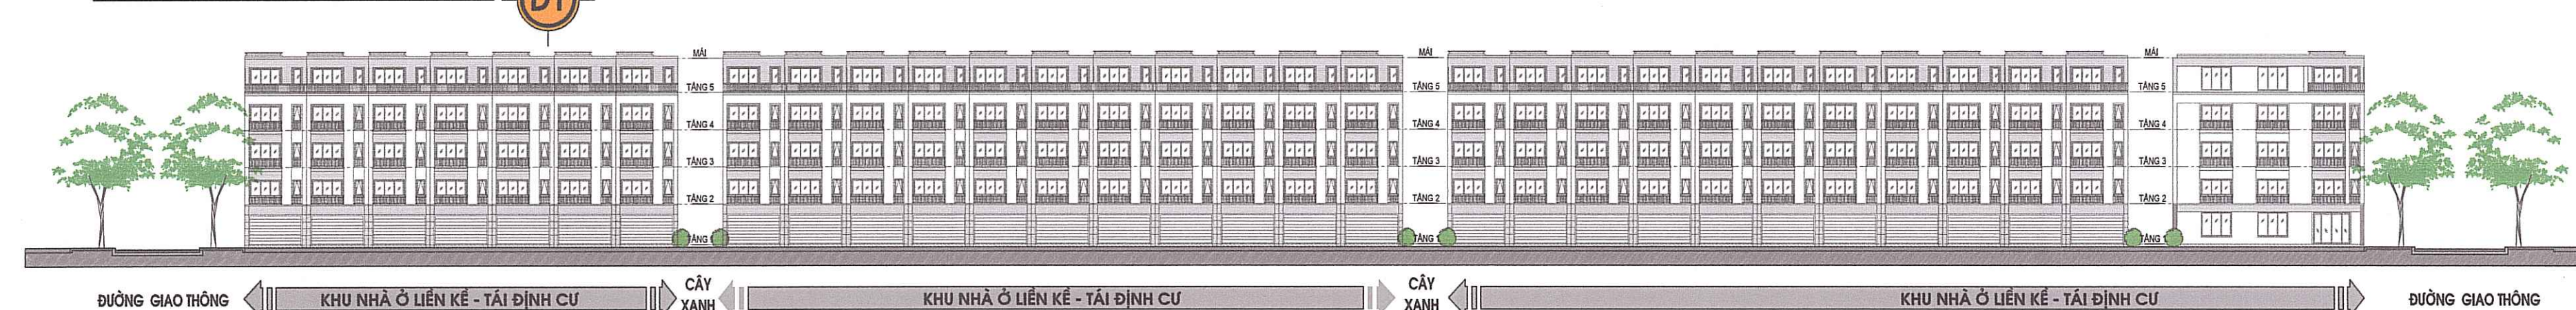 D1
MÁI
TẦNG 5
TẦNG 4
TẦNG 3
TẦNG 2
TẦNG 1
MÁI
TẦNG 5
TẦNG 4
TẦNG 3
TẦNG 2
TẦNG 1
MÁI
TẦNG 5
TẦNG 4
TẦNG 3
TẦNG 2
TẦNG 1
ĐƯỜNG GIAO THÔNG
KHU NHÀ Ở LIỀN KỀ - TÁI ĐỊNH CƯ
CÂY
XANH
KHU NHÀ Ở LIỀN KỀ - TÁI ĐỊNH CƯ
CÂY
XANH
KHU NHÀ Ở LIỀN KỀ - TÁI ĐỊNH CƯ
ĐƯỜNG GIAO THÔNG